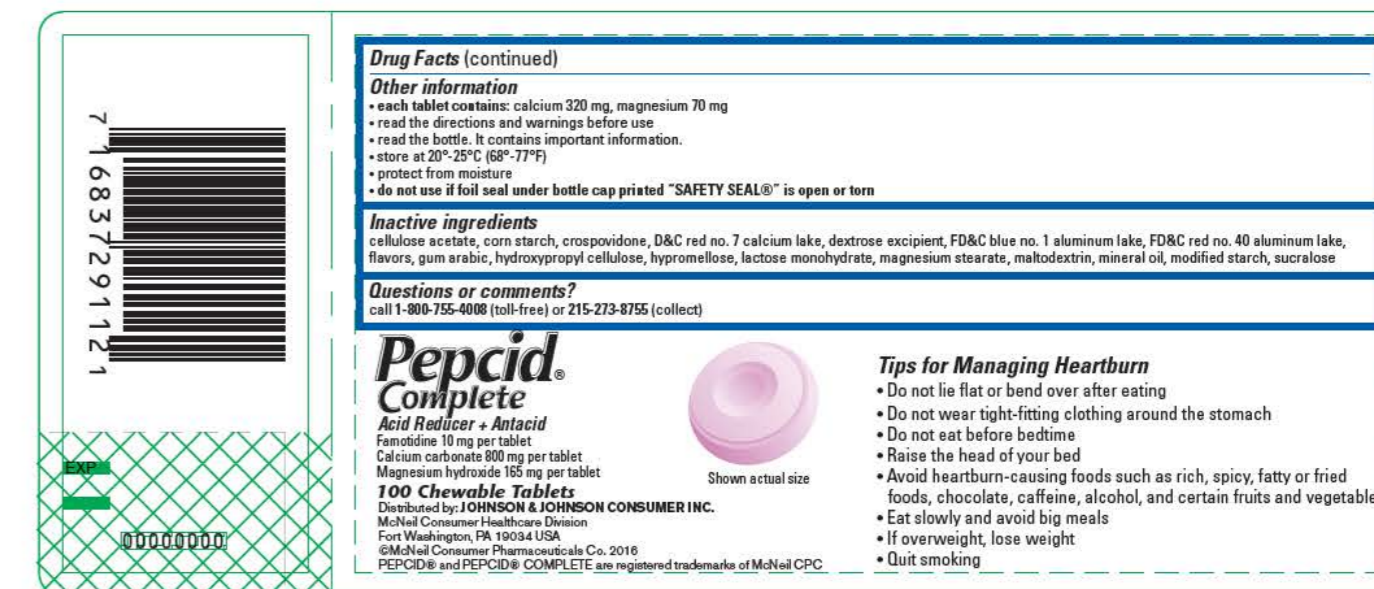 7 16837 29112 1
EXP
00000000
Drug Facts (continued)
Other information
• each tablet contains: calcium 320 mg, magnesium 70 mg
• read the directions and warnings before use
• read the bottle. It contains important information.
• store at 20°-25°C (68°-77°F)
• protect from moisture
• do not use if foil seal under bottle cap printed "SAFETY SEAL®" is open or torn
Inactive ingredients
cellulose acetate, corn starch, crospovidone, D&C red no. 7 calcium lake, dextrose excipient, FD&C blue no. 1 aluminum lake, FD&C red no. 40 aluminum lake,
flavors, gum arabic, hydroxypropyl cellulose, hypromellose, lactose monohydrate, magnesium stearate, maltodextrin, mineral oil, modified starch, sucralose
Questions or comments?
call 1-800-755-4008 (toll-free) or 215-273-8755 (collect)
Pepcid®
Complete
Acid Reducer + Antacid
Famotidine 10 mg per tablet
Calcium carbonate 800 mg per tablet
Magnesium hydroxide 165 mg per tablet
100 Chewable Tablets
Distributed by: JOHNSON & JOHNSON CONSUMER INC.
McNeil Consumer Healthcare Division
Fort Washington, PA 19034 USA
©McNeil Consumer Pharmaceuticals Co. 2016
PEPCID® and PEPCID® COMPLETE are registered trademarks of McNeil CPC
Shown actual size
Tips for Managing Heartburn
• Do not lie flat or bend over after eating
• Do not wear tight-fitting clothing around the stomach
• Do not eat before bedtime
• Raise the head of your bed
• Avoid heartburn-causing foods such as rich, spicy, fatty or fried
foods, chocolate, caffeine, alcohol, and certain fruits and vegetable
• Eat slowly and avoid big meals
• If overweight, lose weight
• Quit smoking